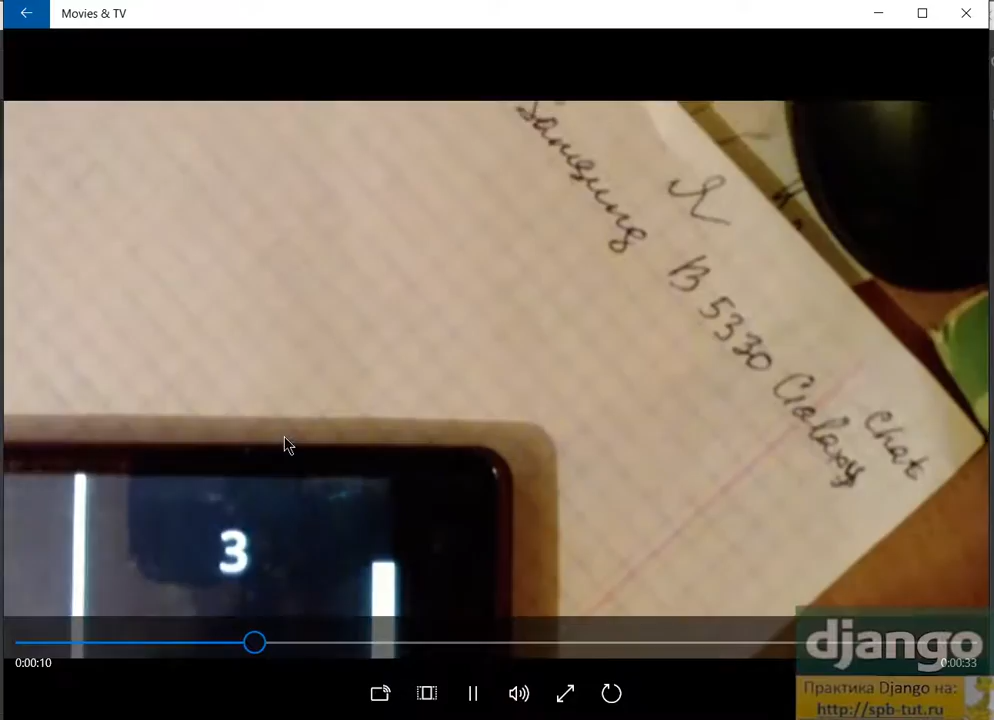 Movies & TV
Я
Samsung B 5330 Galaxy
Chat
3
0:00:10
0:00:33
django
Практика Django на:
http://spb-tut.ru